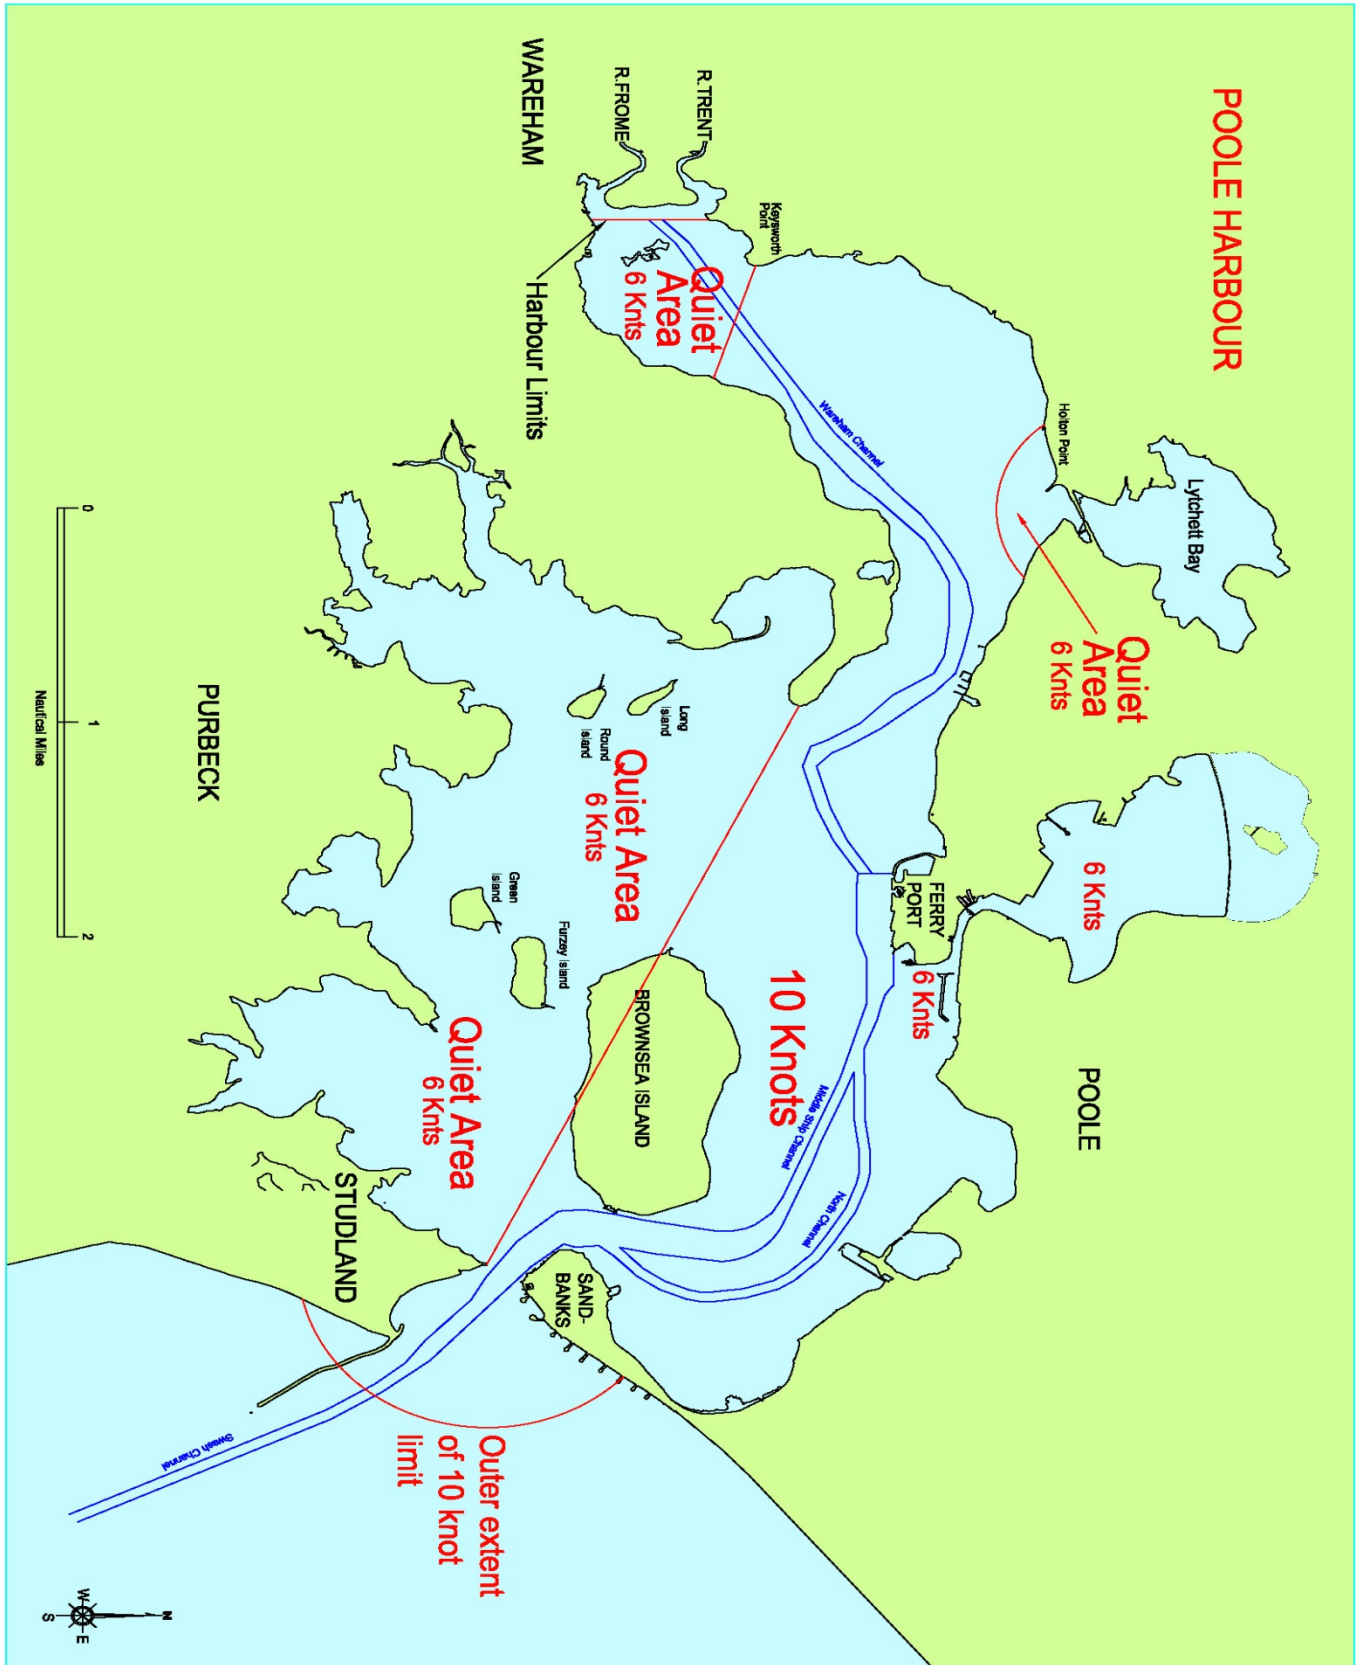 POOLE HARBOUR
Lytchett Bay
Holton Point
Quiet
Area
6 Knts
6 Knts
POOLE
R.TRENT
R.FROME
WAREHAM
Keysworth
Point
Quiet
Area
6 Knts
Harbour Limits
Wareham Channel
FERRY
PORT
6 Knts
10 Knots
Middle Ship Channel
North Channel
Long
Island
Round
Island
Quiet Area
6 Knts
BROWNSEA ISLAND
Green
Island
Furzey Island
Quiet Area
6 Knts
SAND-
BANKS
PURBECK
STUDLAND
Outer extent
of 10 knot
limit
Swash Channel
0
1
2
Nautical Miles
N
W
E
S